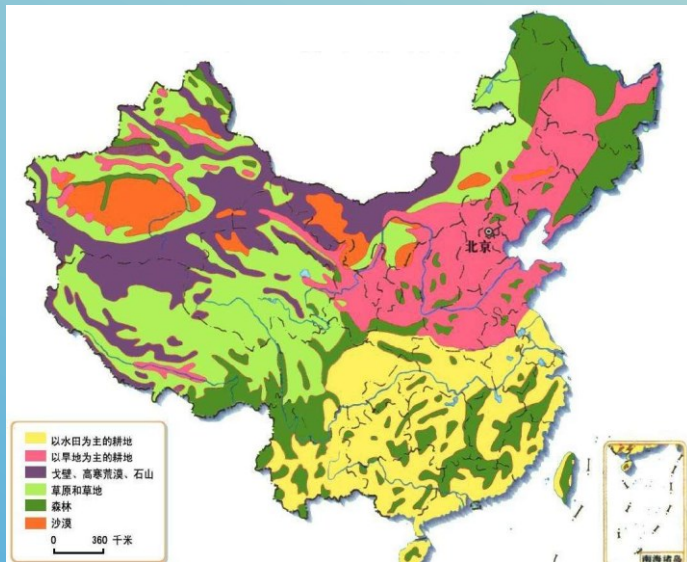 北京
以水田为主的耕地
以旱地为主的耕地
戈壁、高寒荒漠、石山
草原和草地
森林
沙漠
0 360 千米
南海诸岛